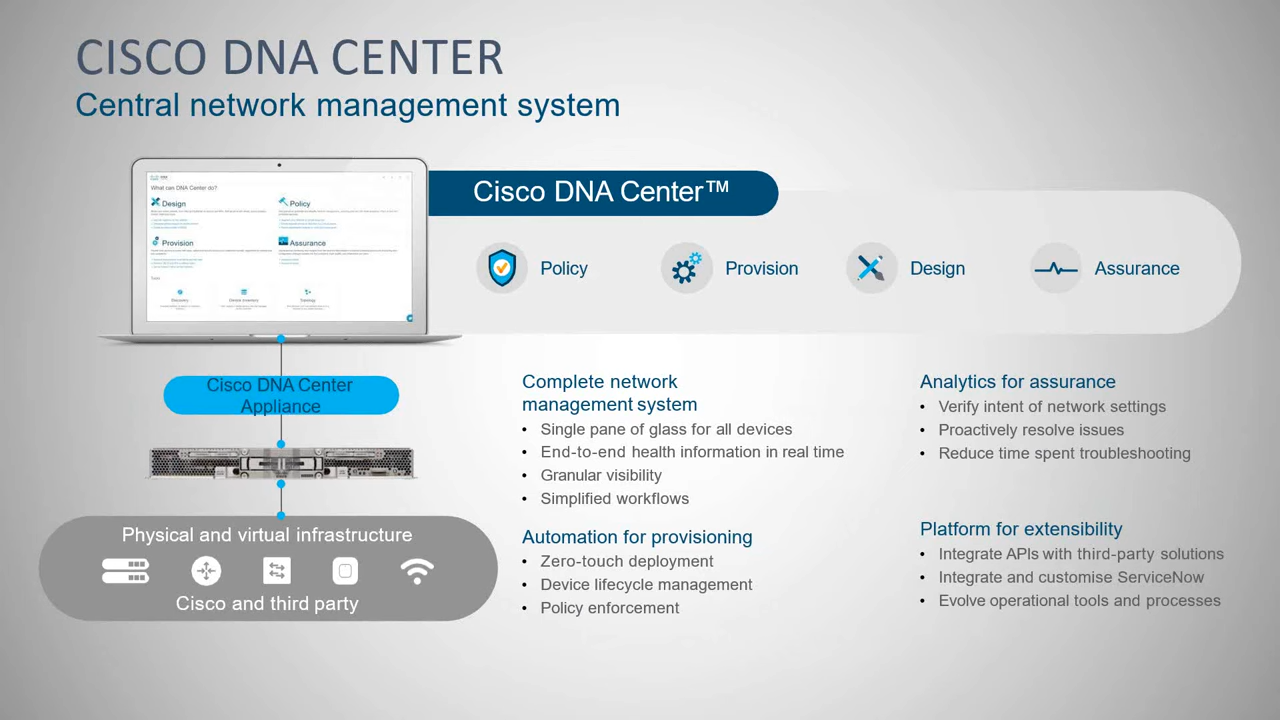 CISCO DNA CENTER
Central network management system
What can DNA Center do?
Design
Policy
Provision
Assurance
Tools
Discovery
Device Inventory
Topology
Cisco DNA Center™
Policy
Provision
Design
Assurance
Cisco DNA Center
Appliance
Physical and virtual infrastructure
Cisco and third party
Complete network
management system
• Single pane of glass for all devices
• End-to-end health information in real time
• Granular visibility
• Simplified workflows
Automation for provisioning
• Zero-touch deployment
• Device lifecycle management
• Policy enforcement
Analytics for assurance
• Verify intent of network settings
• Proactively resolve issues
• Reduce time spent troubleshooting
Platform for extensibility
• Integrate APIs with third-party solutions
• Integrate and customise ServiceNow
• Evolve operational tools and processes